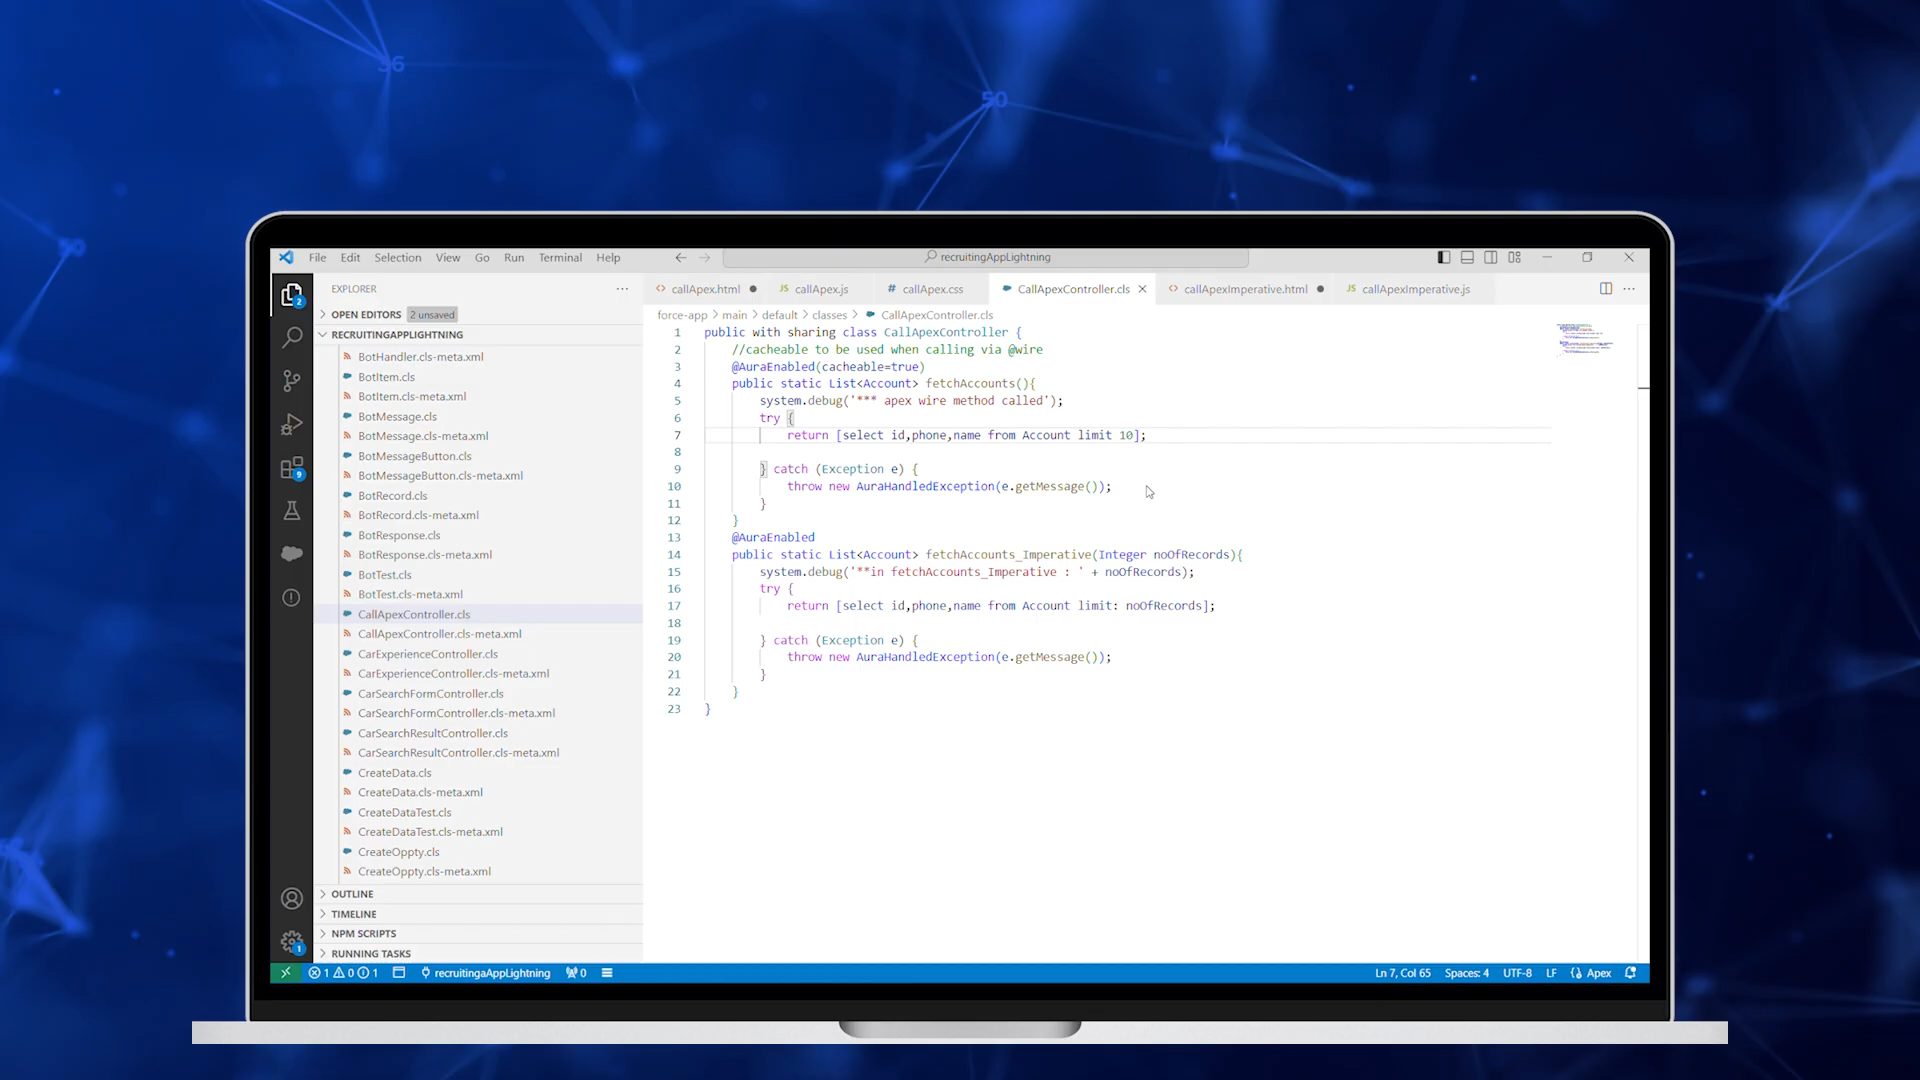 56
50
50
File Edit Selection View Go Run Terminal Help
recruitingAppLightning
EXPLORER
callApex.html
JS callApex.js
# callApex.css
CallApexController.cls
callApexImperative.html
JS callApexImperative.js
OPEN EDITORS 2 unsaved
RECRUITINGAPPLIGHTNING
BotHandler.cls-meta.xml
BotItem.cls
BotItem.cls-meta.xml
BotMessage.cls
BotMessage.cls-meta.xml
BotMessageButton.cls
BotMessageButton.cls-meta.xml
BotRecord.cls
BotRecord.cls-meta.xml
BotResponse.cls
BotResponse.cls-meta.xml
BotTest.cls
BotTest.cls-meta.xml
CallApexController.cls
CallApexController.cls-meta.xml
CarExperienceController.cls
CarExperienceController.cls-meta.xml
CarSearchFormController.cls
CarSearchFormController.cls-meta.xml
CarSearchResultController.cls
CarSearchResultController.cls-meta.xml
CreateData.cls
CreateData.cls-meta.xml
CreateDataTest.cls
CreateDataTest.cls-meta.xml
CreateOppty.cls
CreateOppty.cls-meta.xml
OUTLINE
TIMELINE
NPM SCRIPTS
RUNNING TASKS
2
9
1
force-app > main > default > classes > CallApexController.cls
1 public with sharing class CallApexController {
2 //cacheable to be used when calling via @wire
3 @AuraEnabled(cacheable=true)
4 public static List<Account> fetchAccounts(){
5 system.debug('*** apex wire method called');
6 try {
7 return [select id,phone,name from Account limit 10];
8
9 } catch (Exception e) {
10 throw new AuraHandledException(e.getMessage());
11 }
12 }
13 @AuraEnabled
14 public static List<Account> fetchAccounts_Imperative(Integer noOfRecords){
15 system.debug('**in fetchAccounts_Imperative : ' + noOfRecords);
16 try {
17 return [select id,phone,name from Account limit: noOfRecords];
18
19 } catch (Exception e) {
20 throw new AuraHandledException(e.getMessage());
21 }
22 }
23 }
1 0 1 recruitingaAppLightning 0
Ln 7, Col 65 Spaces: 4 UTF-8 LF {} Apex